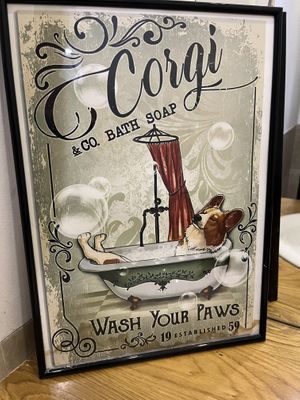 Corgi
& CO. BATH SOAP
WASH YOUR PAWS
19 ESTABLISHED 59